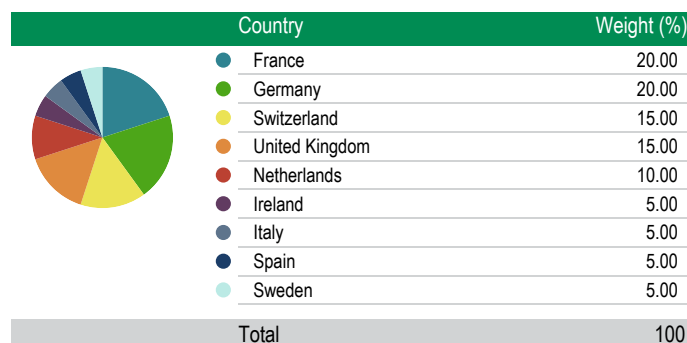 Country Weight (%)
France 20.00
Germany 20.00
Switzerland 15.00
United Kingdom 15.00
Netherlands 10.00
Ireland 5.00
Italy 5.00
Spain 5.00
Sweden 5.00
Total 100